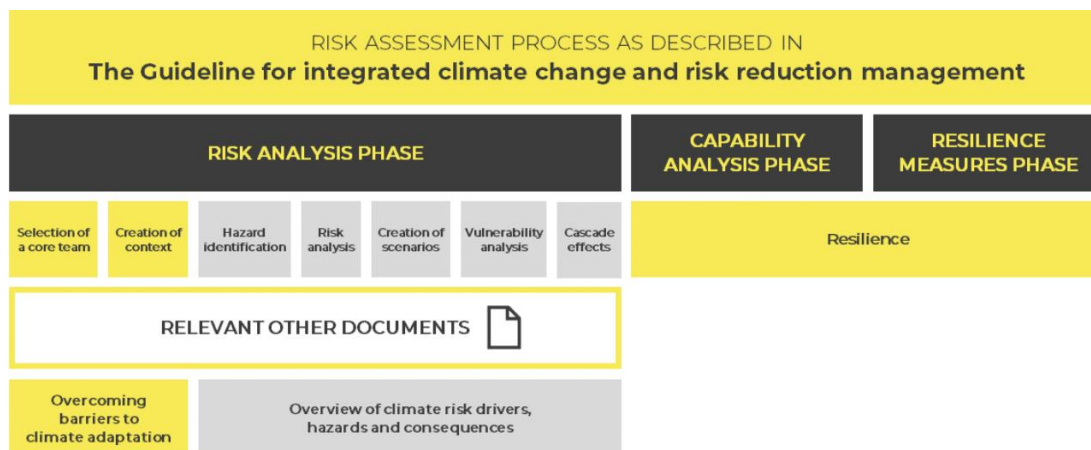 RISK ASSESSMENT PROCESS AS DESCRIBED IN
The Guideline for integrated climate change and risk reduction management
RISK ANALYSIS PHASE
CAPABILITY
ANALYSIS PHASE
RESILIENCE
MEASURES PHASE
Selection of
a core team
Creation of
context
Hazard
identification
Risk
analysis
Creation of
scenarios
Vulnerability
analysis
Cascade
effects
Resilience
RELEVANT OTHER DOCUMENTS
Overcoming
barriers to
climate adaptation
Overview of climate risk drivers,
hazards and consequences